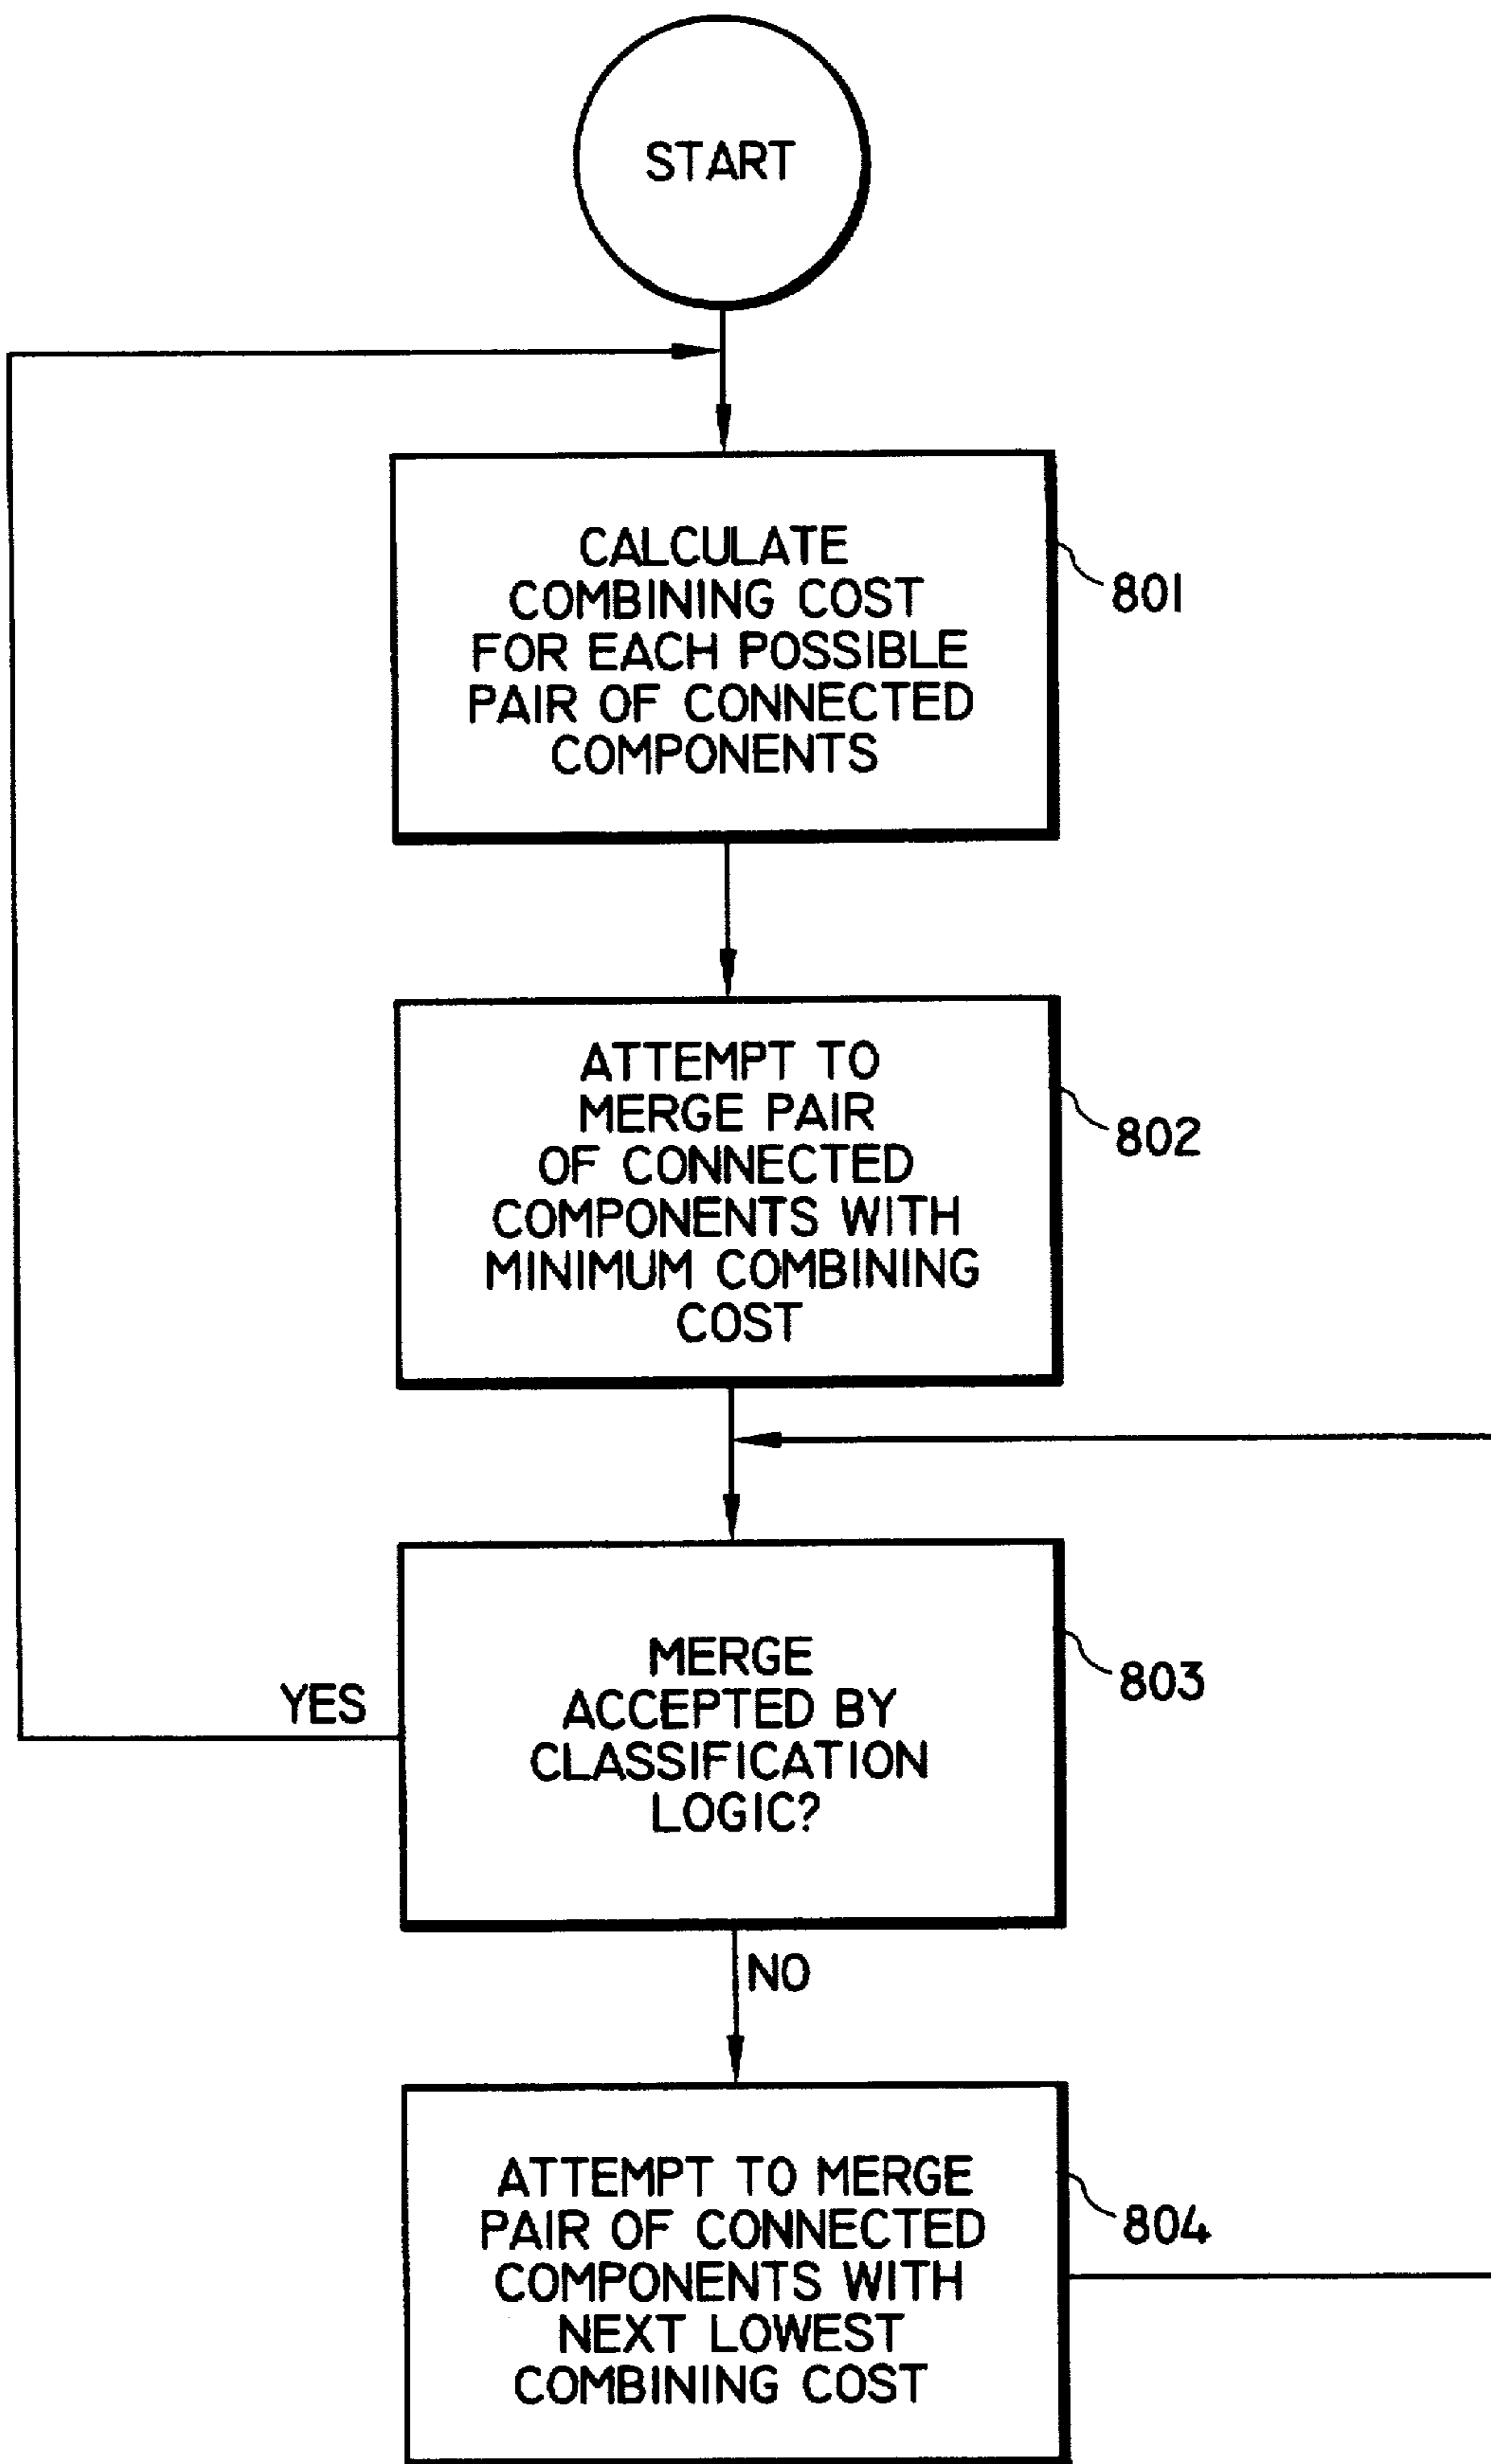 START
CALCULATE
COMBINING COST
FOR EACH POSSIBLE
PAIR OF CONNECTED
COMPONENTS
801
ATTEMPT TO
MERGE PAIR
OF CONNECTED
COMPONENTS WITH
MINIMUM COMBINING
COST
802
MERGE
ACCEPTED BY
CLASSIFICATION
LOGIC?
803
YES
NO
ATTEMPT TO MERGE
PAIR OF CONNECTED
COMPONENTS WITH
NEXT LOWEST
COMBINING COST
804